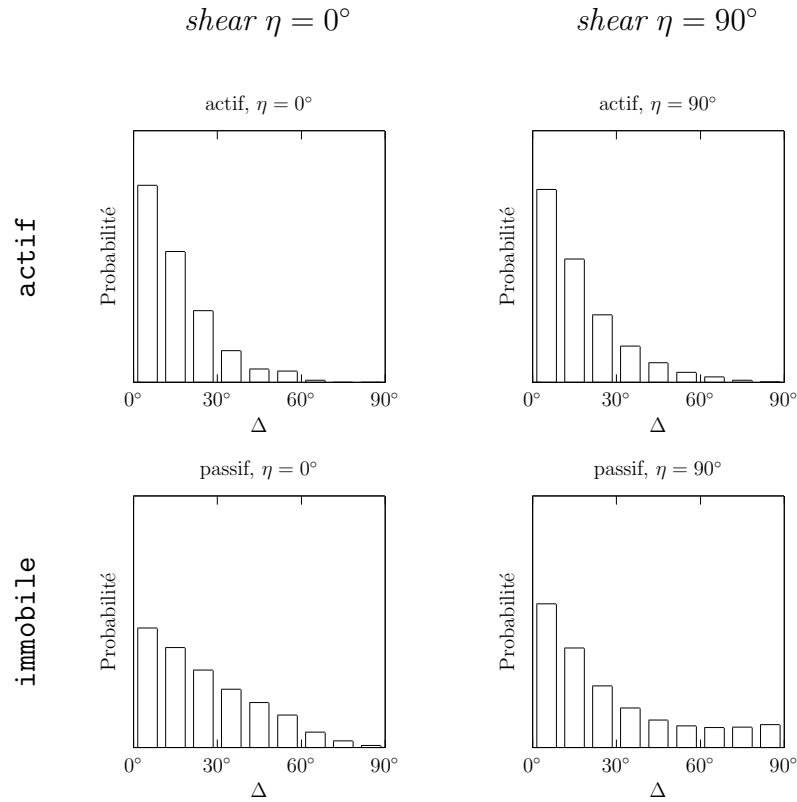 shear η = 0°
shear η = 90°
actif
actif, η = 0°
Probabilité
0° 30° 60° 90°
Δ
actif, η = 90°
Probabilité
0° 30° 60° 90°
Δ
immobile
passif, η = 0°
Probabilité
0° 30° 60° 90°
Δ
passif, η = 90°
Probabilité
0° 30° 60° 90°
Δ